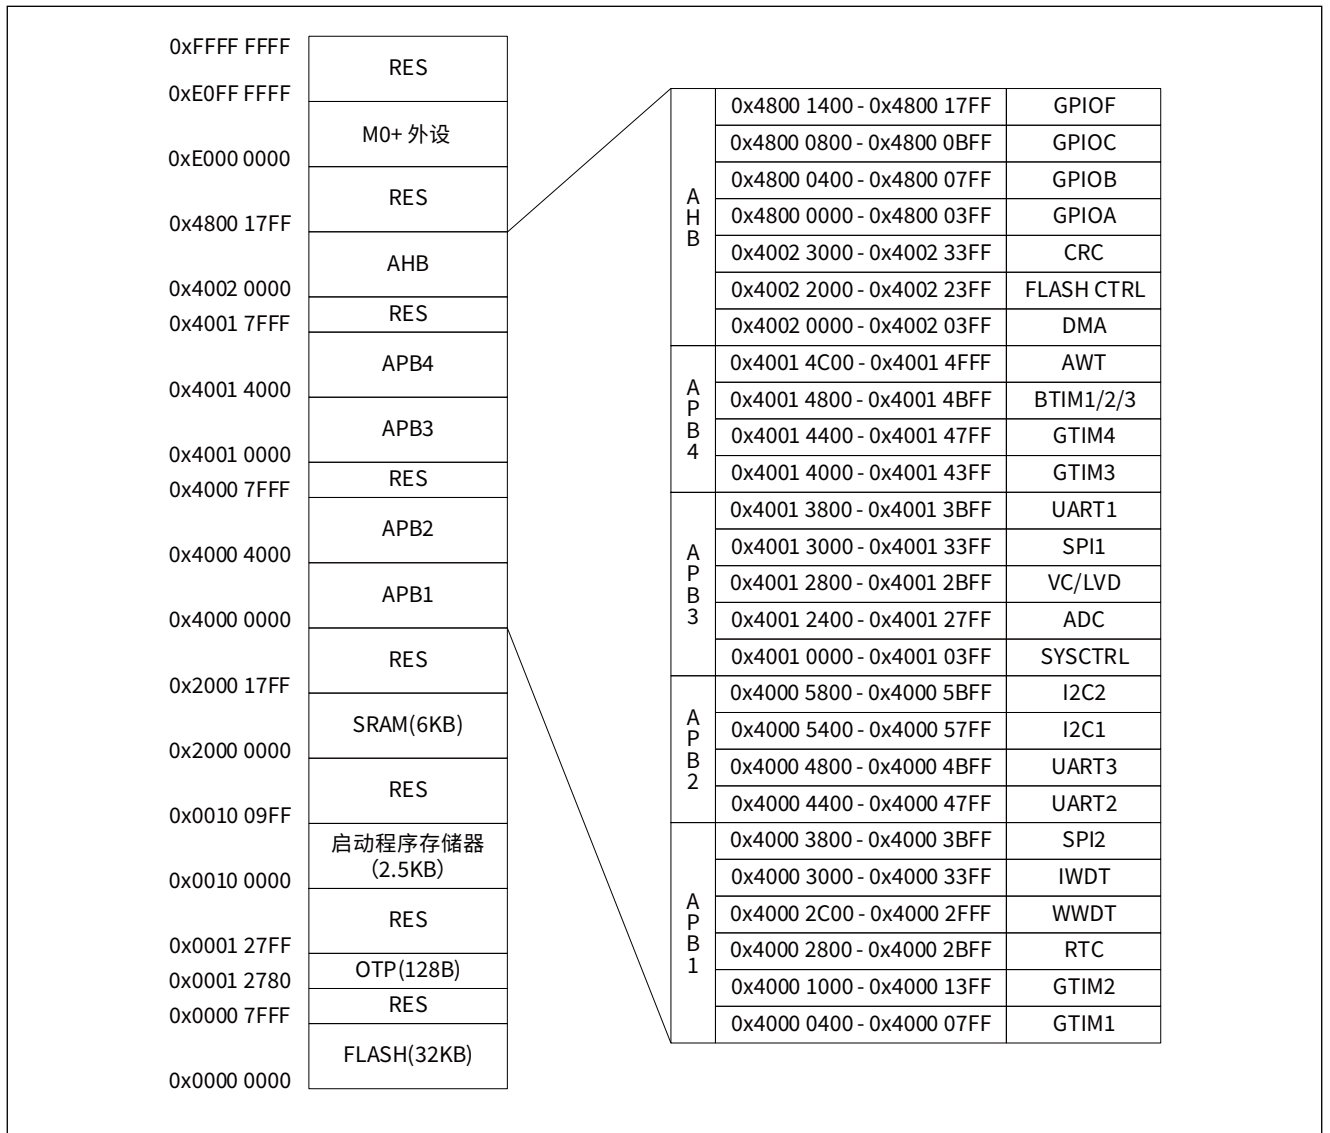 0xFFFF FFFF
RES
0xE0FF FFFF
M0+ 外设
0xE000 0000
RES
0x4800 17FF
AHB
0x4002 0000
RES
0x4001 7FFF
APB4
0x4001 4000
APB3
0x4001 0000
RES
0x4000 7FFF
APB2
0x4000 4000
APB1
0x4000 0000
RES
0x2000 17FF
SRAM(6KB)
0x2000 0000
RES
0x0010 09FF
启动程序存储器
（2.5KB）
0x0010 0000
RES
0x0001 27FF
OTP(128B)
0x0001 2780
RES
0x0000 7FFF
FLASH(32KB)
0x0000 0000
AHB
0x4800 1400 - 0x4800 17FF GPIOF
0x4800 0800 - 0x4800 0BFF GPIOC
0x4800 0400 - 0x4800 07FF GPIOB
0x4800 0000 - 0x4800 03FF GPIOA
0x4002 3000 - 0x4002 33FF CRC
0x4002 2000 - 0x4002 23FF FLASH CTRL
0x4002 0000 - 0x4002 03FF DMA
APB4
0x4001 4C00 - 0x4001 4FFF AWT
0x4001 4800 - 0x4001 4BFF BTIM1/2/3
0x4001 4400 - 0x4001 47FF GTIM4
0x4001 4000 - 0x4001 43FF GTIM3
APB3
0x4001 3800 - 0x4001 3BFF UART1
0x4001 3000 - 0x4001 33FF SPI1
0x4001 2800 - 0x4001 2BFF VC/LVD
0x4001 2400 - 0x4001 27FF ADC
0x4001 0000 - 0x4001 03FF SYSCTRL
APB2
0x4000 5800 - 0x4000 5BFF I2C2
0x4000 5400 - 0x4000 57FF I2C1
0x4000 4800 - 0x4000 4BFF UART3
0x4000 4400 - 0x4000 47FF UART2
APB1
0x4000 3800 - 0x4000 3BFF SPI2
0x4000 3000 - 0x4000 33FF IWDT
0x4000 2C00 - 0x4000 2FFF WWDT
0x4000 2800 - 0x4000 2BFF RTC
0x4000 1000 - 0x4000 13FF GTIM2
0x4000 0400 - 0x4000 07FF GTIM1